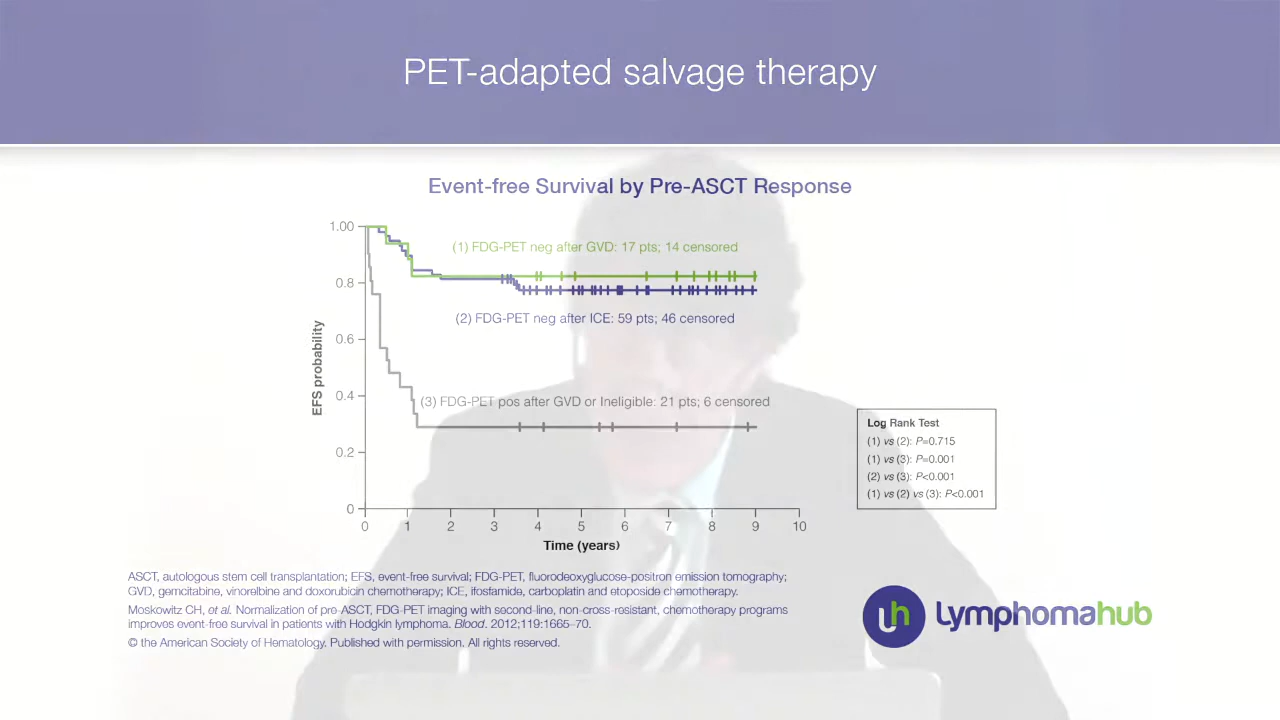 PET-adapted salvage therapy
Event-free Survival by Pre-ASCT Response
1.00
0.8
0.6
0.4
0.2
0
EFS probability
(1) FDG-PET neg after GVD: 17 pts; 14 censored
(2) FDG-PET neg after ICE: 59 pts; 46 censored
(3) FDG-PET pos after GVD or Ineligible: 21 pts; 6 censored
0 1 2 3 4 5 6 7 8 9 10
Time (years)
Log Rank Test
(1) vs (2): P=0.715
(1) vs (3): P=0.001
(2) vs (3): P<0.001
(1) vs (2) vs (3): P<0.001
ASCT, autologous stem cell transplantation; EFS, event-free survival; FDG-PET, fluorodeoxyglucose-positron emission tomography;
GVD, gemcitabine, vinorelbine and doxorubicin chemotherapy; ICE, ifosfamide, carboplatin and etoposide chemotherapy.
Moskowitz CH, et al. Normalization of pre-ASCT, FDG-PET imaging with second-line, non-cross-resistant, chemotherapy programs
improves event-free survival in patients with Hodgkin lymphoma. Blood. 2012;119:1665–70.
© the American Society of Hematology. Published with permission. All rights reserved.
lh Lymphomahub